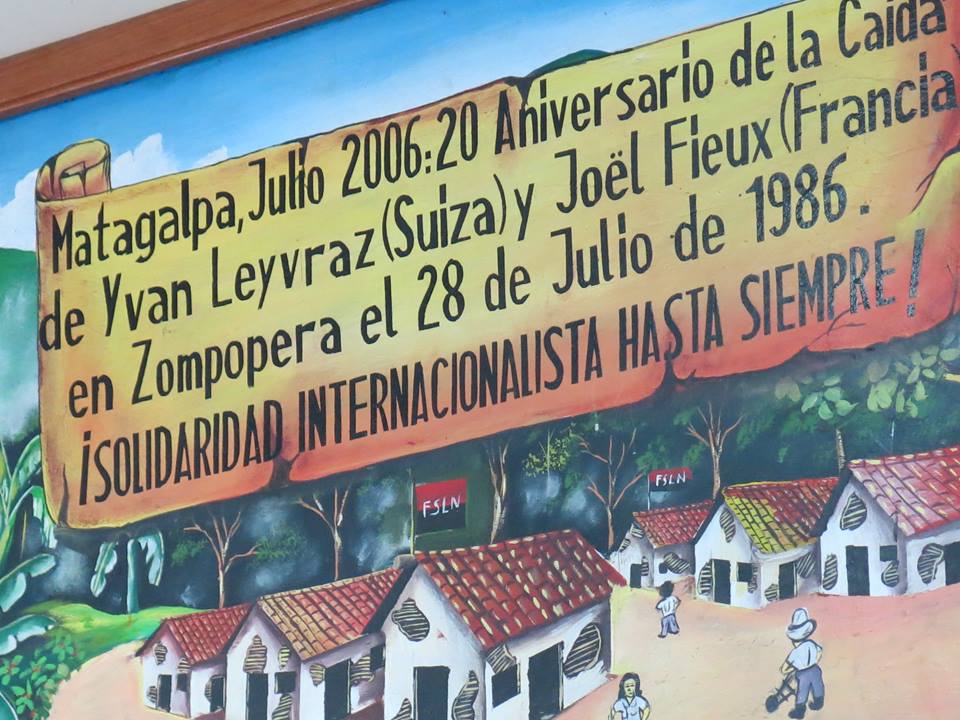 Matagalpa, Julio 2006: 20 Aniversario de la Caida
de Yvan Leyvraz (Suiza) y Joël Fieux (Francia
en Zompopera el 28 de Julio de 1986.
¡SOLIDARIDAD INTERNACIONALISTA HASTA SIEMPRE!
FSLN
FSLN